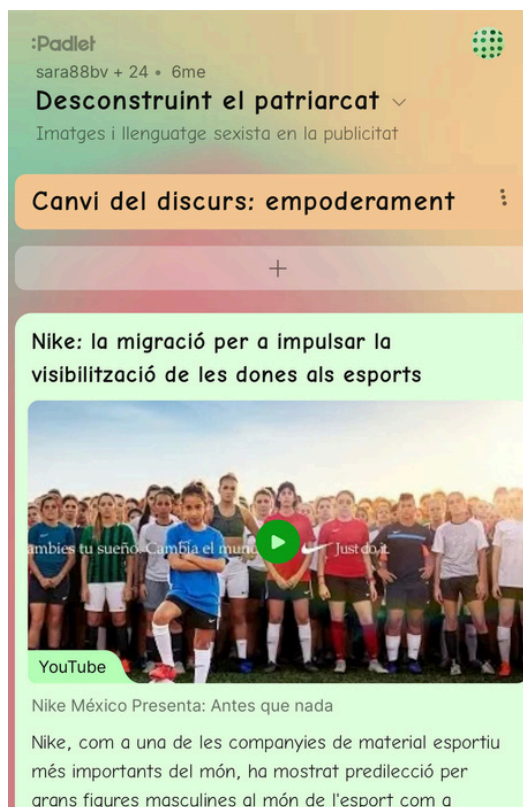 :Padlet
sara88bv + 24 • 6me
Desconstruint el patriarcat
Imatges i llenguatge sexista en la publicitat
Canvi del discurs: empoderament
+
Nike: la migració per a impulsar la
visibilització de les dones als esports
ambies tu sueño. Cambia el mundo Just do it.
YouTube
Nike México Presenta: Antes que nada
Nike, com a una de les companyies de material esportiu
més importants del món, ha mostrat predilecció per
grans figures masculines al món de l'esport com a